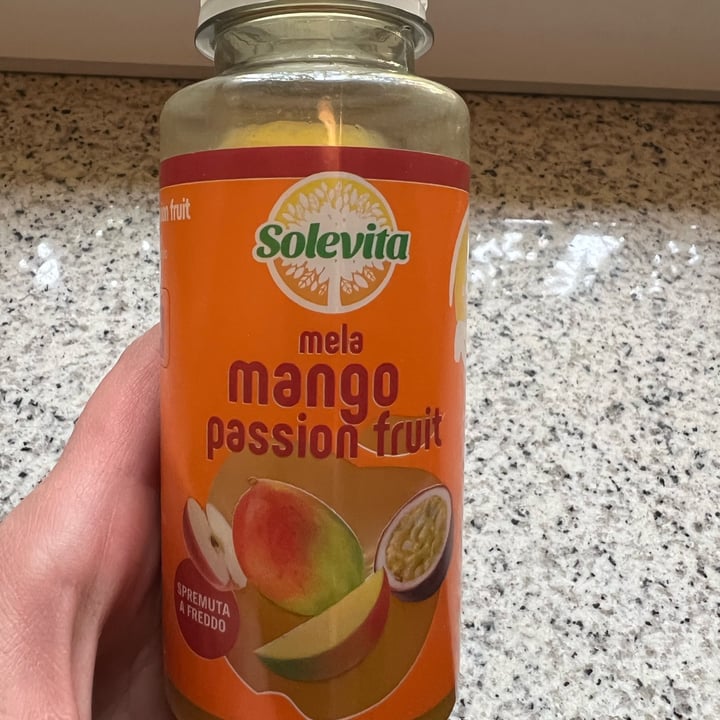 fruit
Solevita
mela
mango
passion fruit
SPREMUTA
A FREDDO